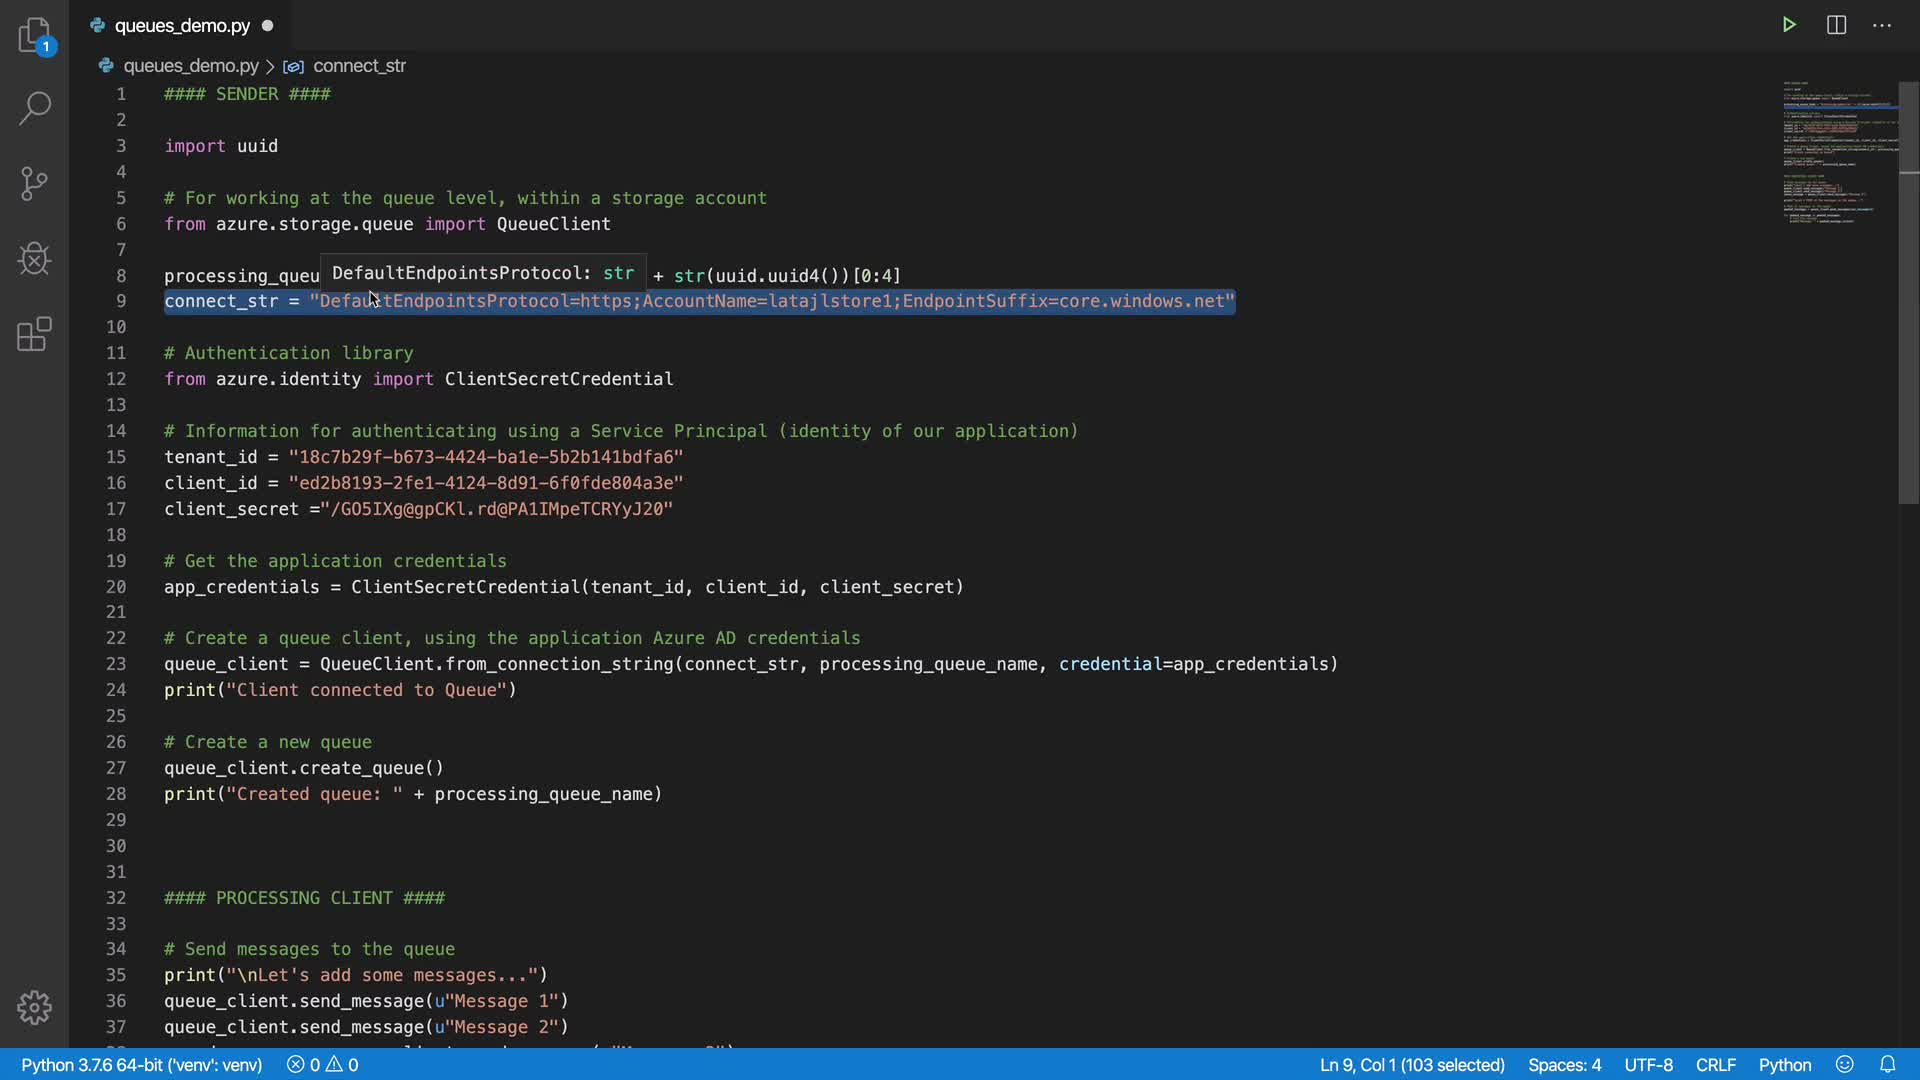 queues_demo.py
1
queues_demo.py > connect_str
1 #### SENDER ####
2
3 import uuid
4
5 # For working at the queue level, within a storage account
6 from azure.storage.queue import QueueClient
7
DefaultEndpointsProtocol: str
8 processing_queu + str(uuid.uuid4())[0:4]
9 connect_str = "DefaultEndpointsProtocol=https;AccountName=latajlstore1;EndpointSuffix=core.windows.net"
10
11 # Authentication library
12 from azure.identity import ClientSecretCredential
13
14 # Information for authenticating using a Service Principal (identity of our application)
15 tenant_id = "18c7b29f-b673-4424-ba1e-5b2b141bdfa6"
16 client_id = "ed2b8193-2fe1-4124-8d91-6f0fde804a3e"
17 client_secret ="/GO5IXg@gpCKl.rd@PA1IMpeTCRYyJ20"
18
19 # Get the application credentials
20 app_credentials = ClientSecretCredential(tenant_id, client_id, client_secret)
21
22 # Create a queue client, using the application Azure AD credentials
23 queue_client = QueueClient.from_connection_string(connect_str, processing_queue_name, credential=app_credentials)
24 print("Client connected to Queue")
25
26 # Create a new queue
27 queue_client.create_queue()
28 print("Created queue: " + processing_queue_name)
29
30
31
32 #### PROCESSING CLIENT ####
33
34 # Send messages to the queue
35 print("\nLet's add some messages...")
36 queue_client.send_message(u"Message 1")
37 queue_client.send_message(u"Message 2")
Python 3.7.6 64-bit ('venv': venv) 0 0 Ln 9, Col 1 (103 selected) Spaces: 4 UTF-8 CRLF Python